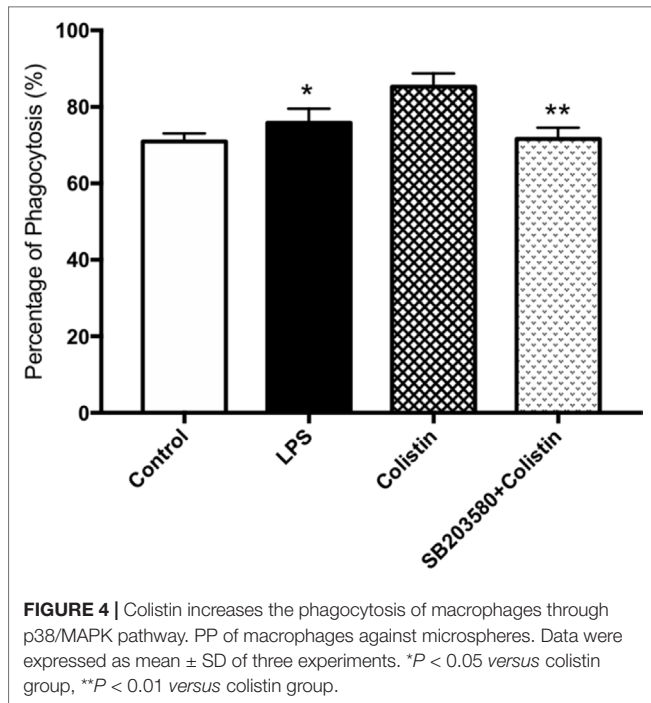 100
80
60
40
20
0
Percentage of Phagocytosis (%)
*
**
Control
LPS
Colistin
SB203580+Colistin
FIGURE 4 | Colistin increases the phagocytosis of macrophages through
p38/MAPK pathway. PP of macrophages against microspheres. Data were
expressed as mean ± SD of three experiments. *P < 0.05 versus colistin
group, **P < 0.01 versus colistin group.